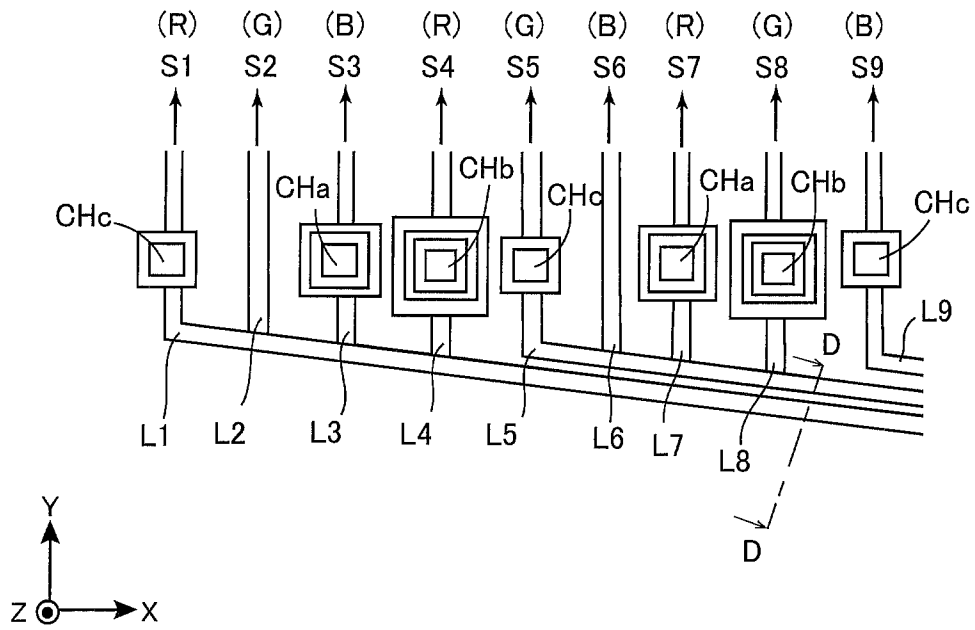 (R) (G) (B) (R) (G) (B) (R) (G) (B)
S1 S2 S3 S4 S5 S6 S7 S8 S9
CHc CHa CHb CHc CHa CHb CHc
L9
D
L1 L2 L3 L4 L5 L6 L7 L8
D
Y
Z X